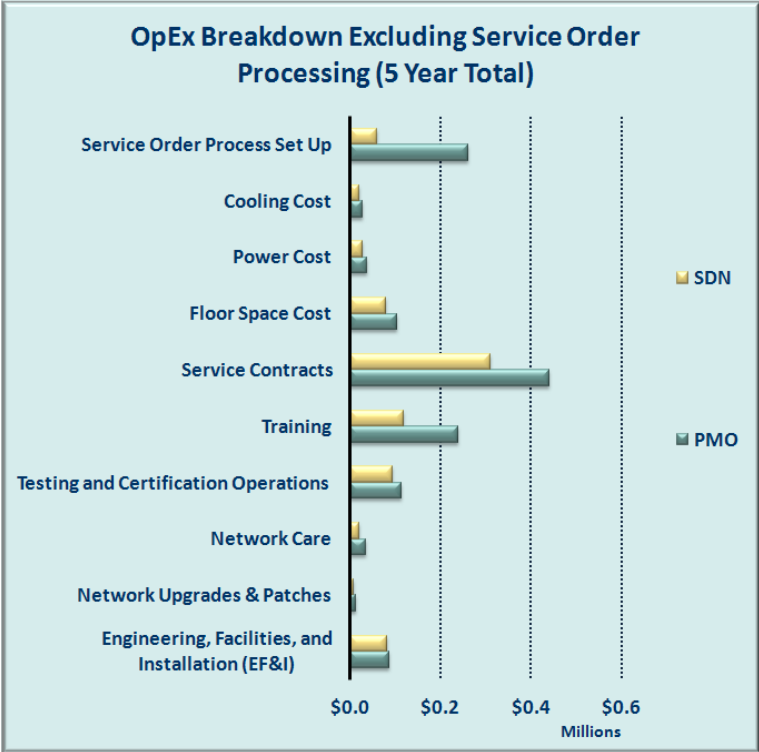 OpEx Breakdown Excluding Service Order
Processing (5 Year Total)
Service Order Process Set Up
Cooling Cost
Power Cost
Floor Space Cost
Service Contracts
Training
Testing and Certification Operations
Network Care
Network Upgrades & Patches
Engineering, Facilities, and
Installation (EF&I)
SDN
PMO
$0.0 $0.2 $0.4 $0.6
Millions